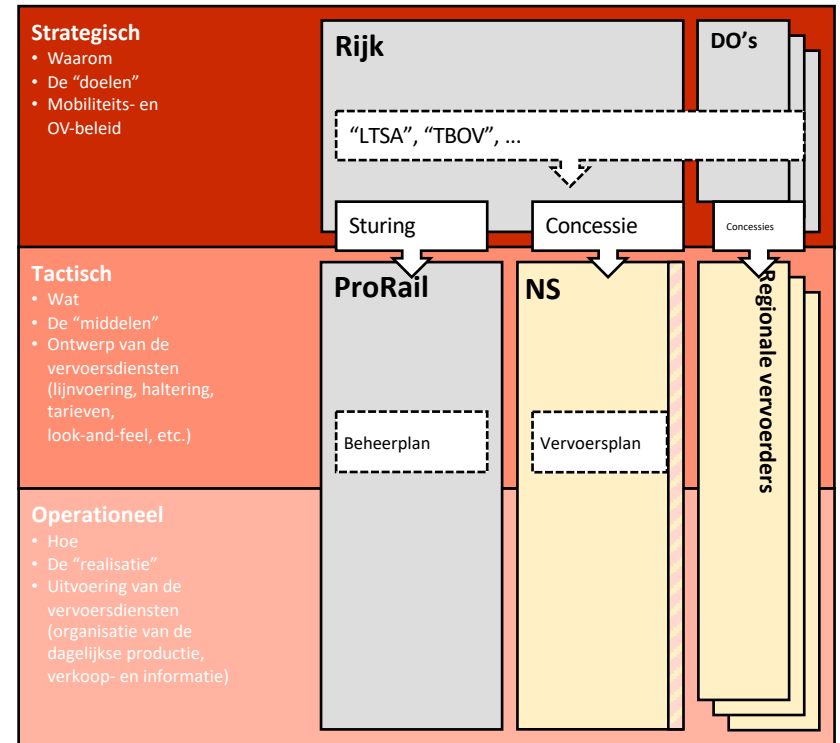 Strategisch
• Waarom
• De “doelen”
• Mobiliteits- en
OV-beleid
Rijk
DO’s
“LTSA”, “TBOV”, ...
Sturing
Concessie
Concessies
Tactisch
• Wat
• De “middelen”
• Ontwerp van de
vervoersdiensten
(lijnvoering, haltering,
tarieven,
look-and-feel, etc.)
ProRail
NS
Regionale vervoerders
Beheerplan
Vervoersplan
Operationeel
• Hoe
• De “realisatie”
• Uitvoering van de
vervoersdiensten
(organisatie van de
dagelijkse productie,
verkoop- en informatie)